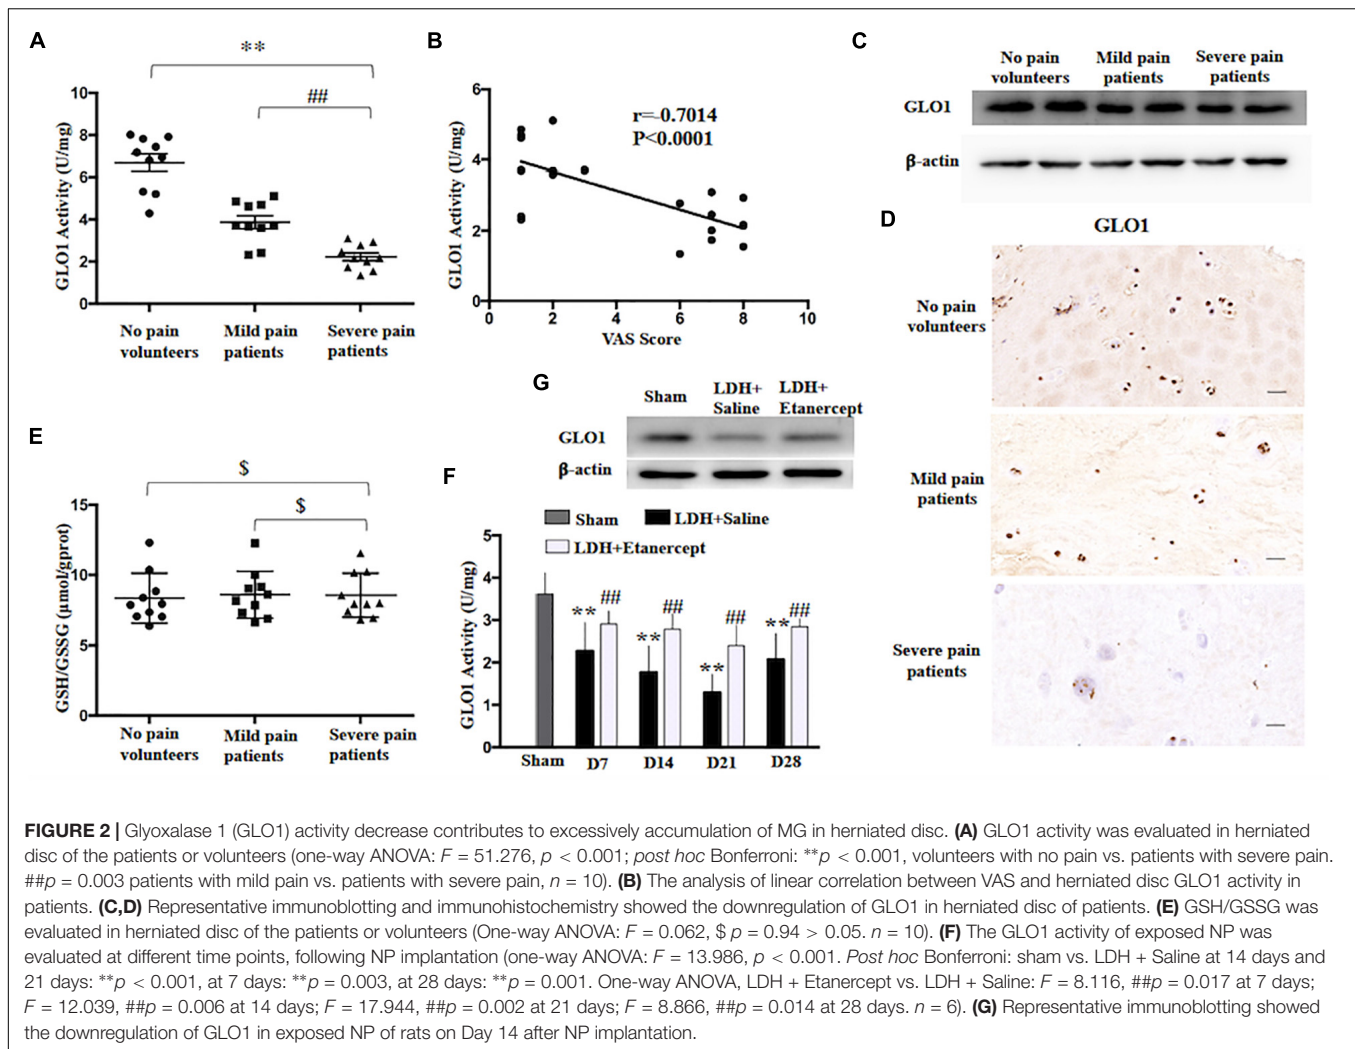 A
**
##
GLO1 Activity (U/mg)
10
8
6
4
2
0
No pain
volunteers
Mild pain
patients
Severe pain
patients
B
GLO1 Activity (U/mg)
6
4
2
0
r=-0.7014
P<0.0001
0
2
4
6
8
10
VAS Score
C
No pain
volunteers
Mild pain
patients
Severe pain
patients
GLO1
β-actin
D
GLO1
No pain
volunteers
Mild pain
patients
Severe pain
patients
E
$
$
GSH/GSSG (μmol/gprot)
15
10
5
0
No pain
volunteers
Mild pain
patients
Severe pain
patients
G
Sham
LDH+
Saline
LDH+
Etanercept
GLO1
β-actin
F
Sham
LDH+Saline
LDH+Etanercept
GLO1 Activity (U/mg)
5
4
3
2
1
0
**
##
**
##
**
##
**
##
Sham
D7
D14
D21
D28
FIGURE 2 | Glyoxalase 1 (GLO1) activity decrease contributes to excessively accumulation of MG in herniated disc. (A) GLO1 activity was evaluated in herniated
disc of the patients or volunteers (one-way ANOVA: F = 51.276, p < 0.001; post hoc Bonferroni: **p < 0.001, volunteers with no pain vs. patients with severe pain.
##p = 0.003 patients with mild pain vs. patients with severe pain, n = 10). (B) The analysis of linear correlation between VAS and herniated disc GLO1 activity in
patients. (C,D) Representative immunoblotting and immunohistochemistry showed the downregulation of GLO1 in herniated disc of patients. (E) GSH/GSSG was
evaluated in herniated disc of the patients or volunteers (One-way ANOVA: F = 0.062, $ p = 0.94 > 0.05. n = 10). (F) The GLO1 activity of exposed NP was
evaluated at different time points, following NP implantation (one-way ANOVA: F = 13.986, p < 0.001. Post hoc Bonferroni: sham vs. LDH + Saline at 14 days and
21 days: **p < 0.001, at 7 days: **p = 0.003, at 28 days: **p = 0.001. One-way ANOVA, LDH + Etanercept vs. LDH + Saline: F = 8.116, ##p = 0.017 at 7 days;
F = 12.039, ##p = 0.006 at 14 days; F = 17.944, ##p = 0.002 at 21 days; F = 8.866, ##p = 0.014 at 28 days. n = 6). (G) Representative immunoblotting showed
the downregulation of GLO1 in exposed NP of rats on Day 14 after NP implantation.